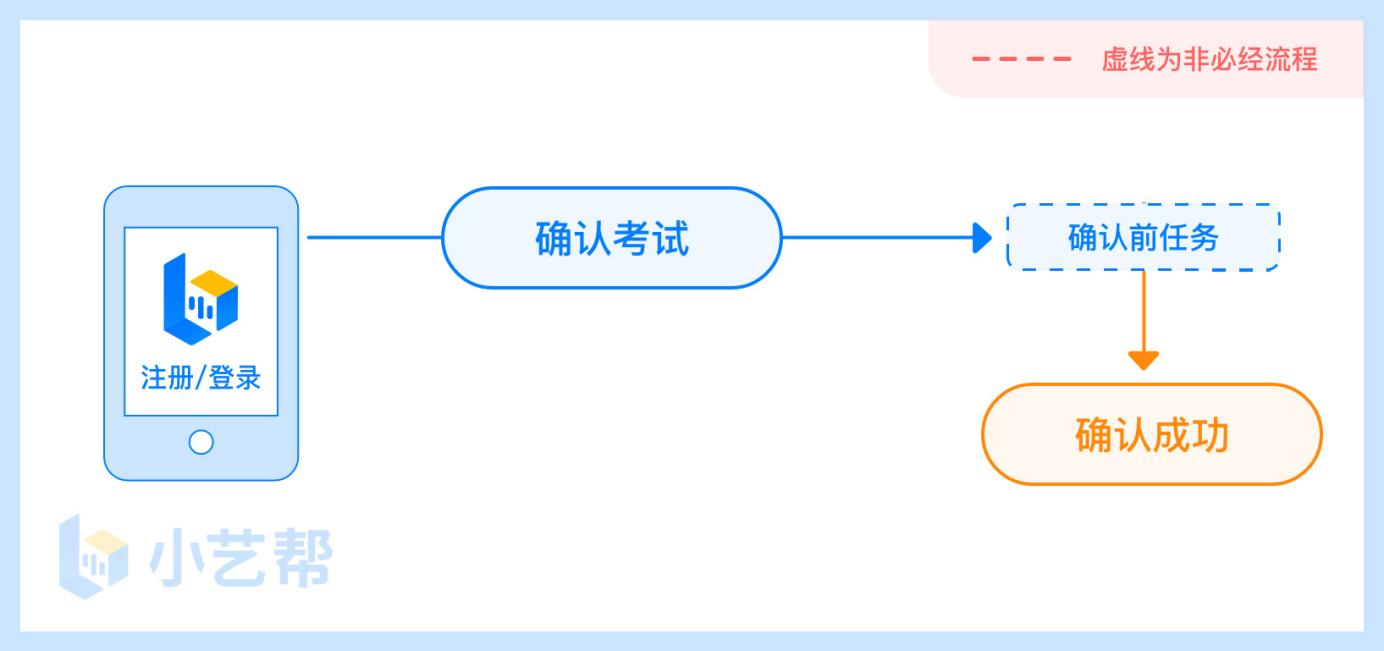 虚线为非必经流程
注册/登录
确认考试
确认前任务
确认成功
小艺帮